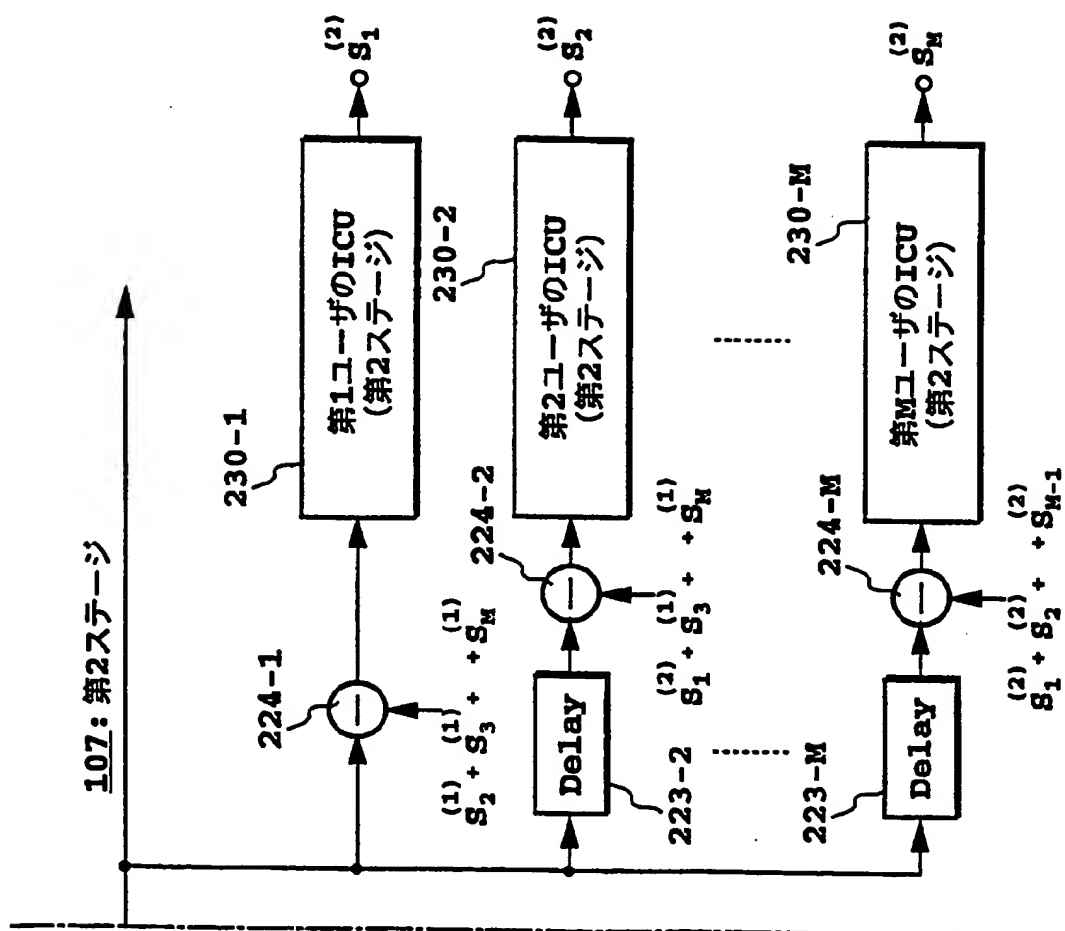 107: 第2ステージ
224-1
S₂⁽¹⁾ + S₃⁽¹⁾ + + S_M⁽¹⁾
230-1
第1ユーザのICU
(第2ステージ)
S₁⁽²⁾
Delay
223-2
224-2
S₁⁽²⁾ + S₃⁽¹⁾ + + S_M⁽¹⁾
230-2
第2ユーザのICU
(第2ステージ)
S₂⁽²⁾
Delay
223-M
224-M
S₁⁽²⁾ + S₂⁽²⁾ + + S_{M-1}⁽²⁾
230-M
第MユーザのICU
(第2ステージ)
S_M⁽²⁾